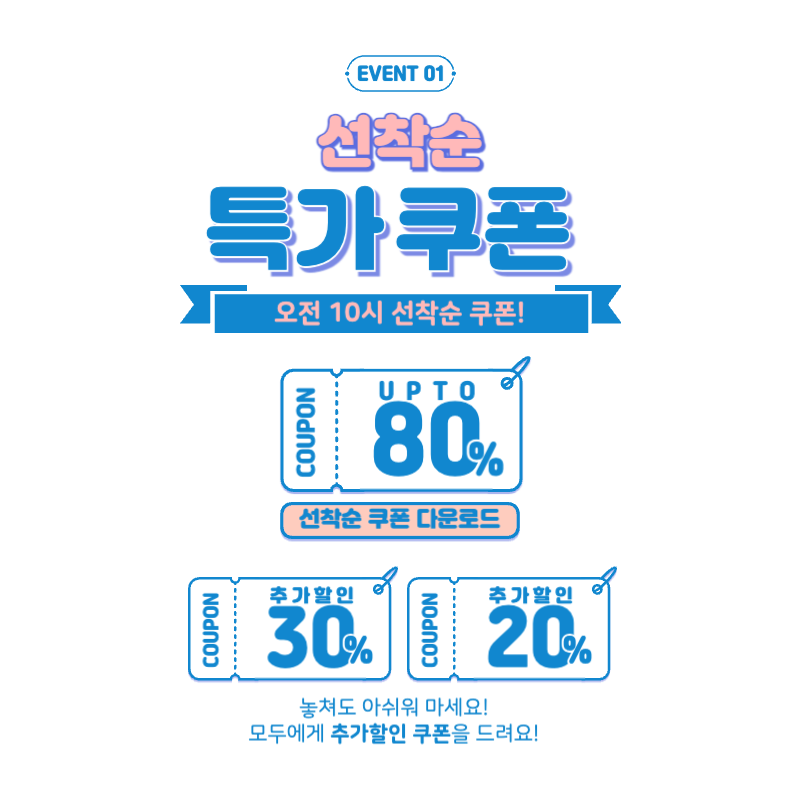 EVENT 01
선착순
특가 쿠폰
오전 10시 선착순 쿠폰!
COUPON
UPTO
80%
선착순 쿠폰 다운로드
COUPON
추가할인
30%
COUPON
추가할인
20%
놓쳐도 아쉬워 마세요!
모두에게 추가할인 쿠폰을 드려요!